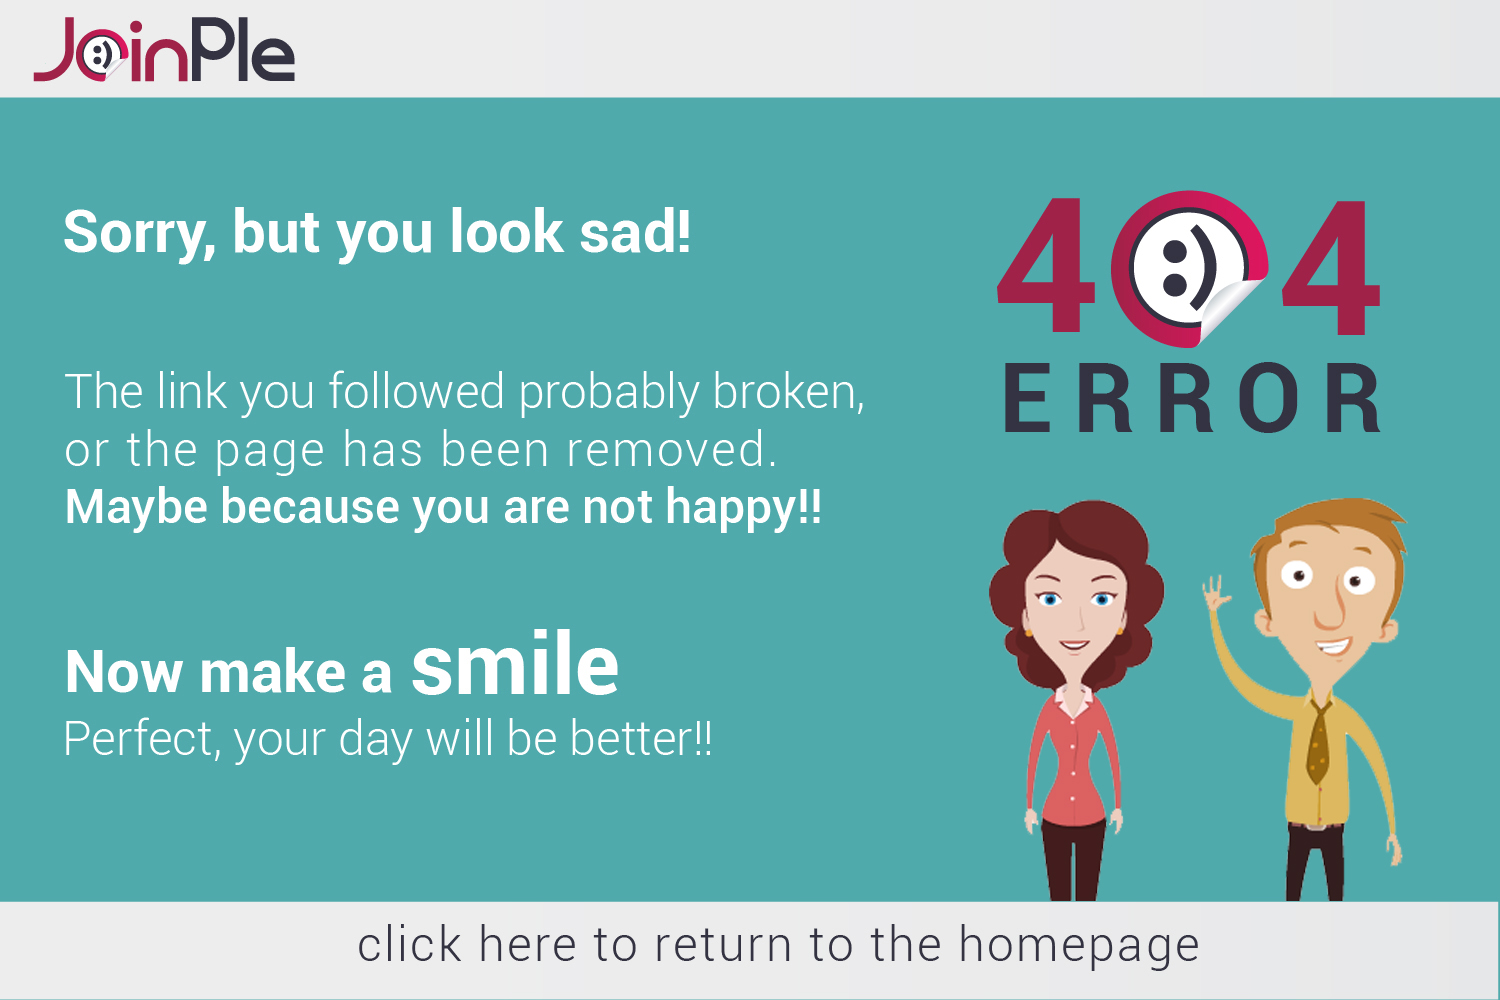 JoinPle
Sorry, but you look sad!
The link you followed probably broken,
or the page has been removed.
Maybe because you are not happy!!
Now make a smile
Perfect, your day will be better!!
4:)4
ERROR
click here to return to the homepage